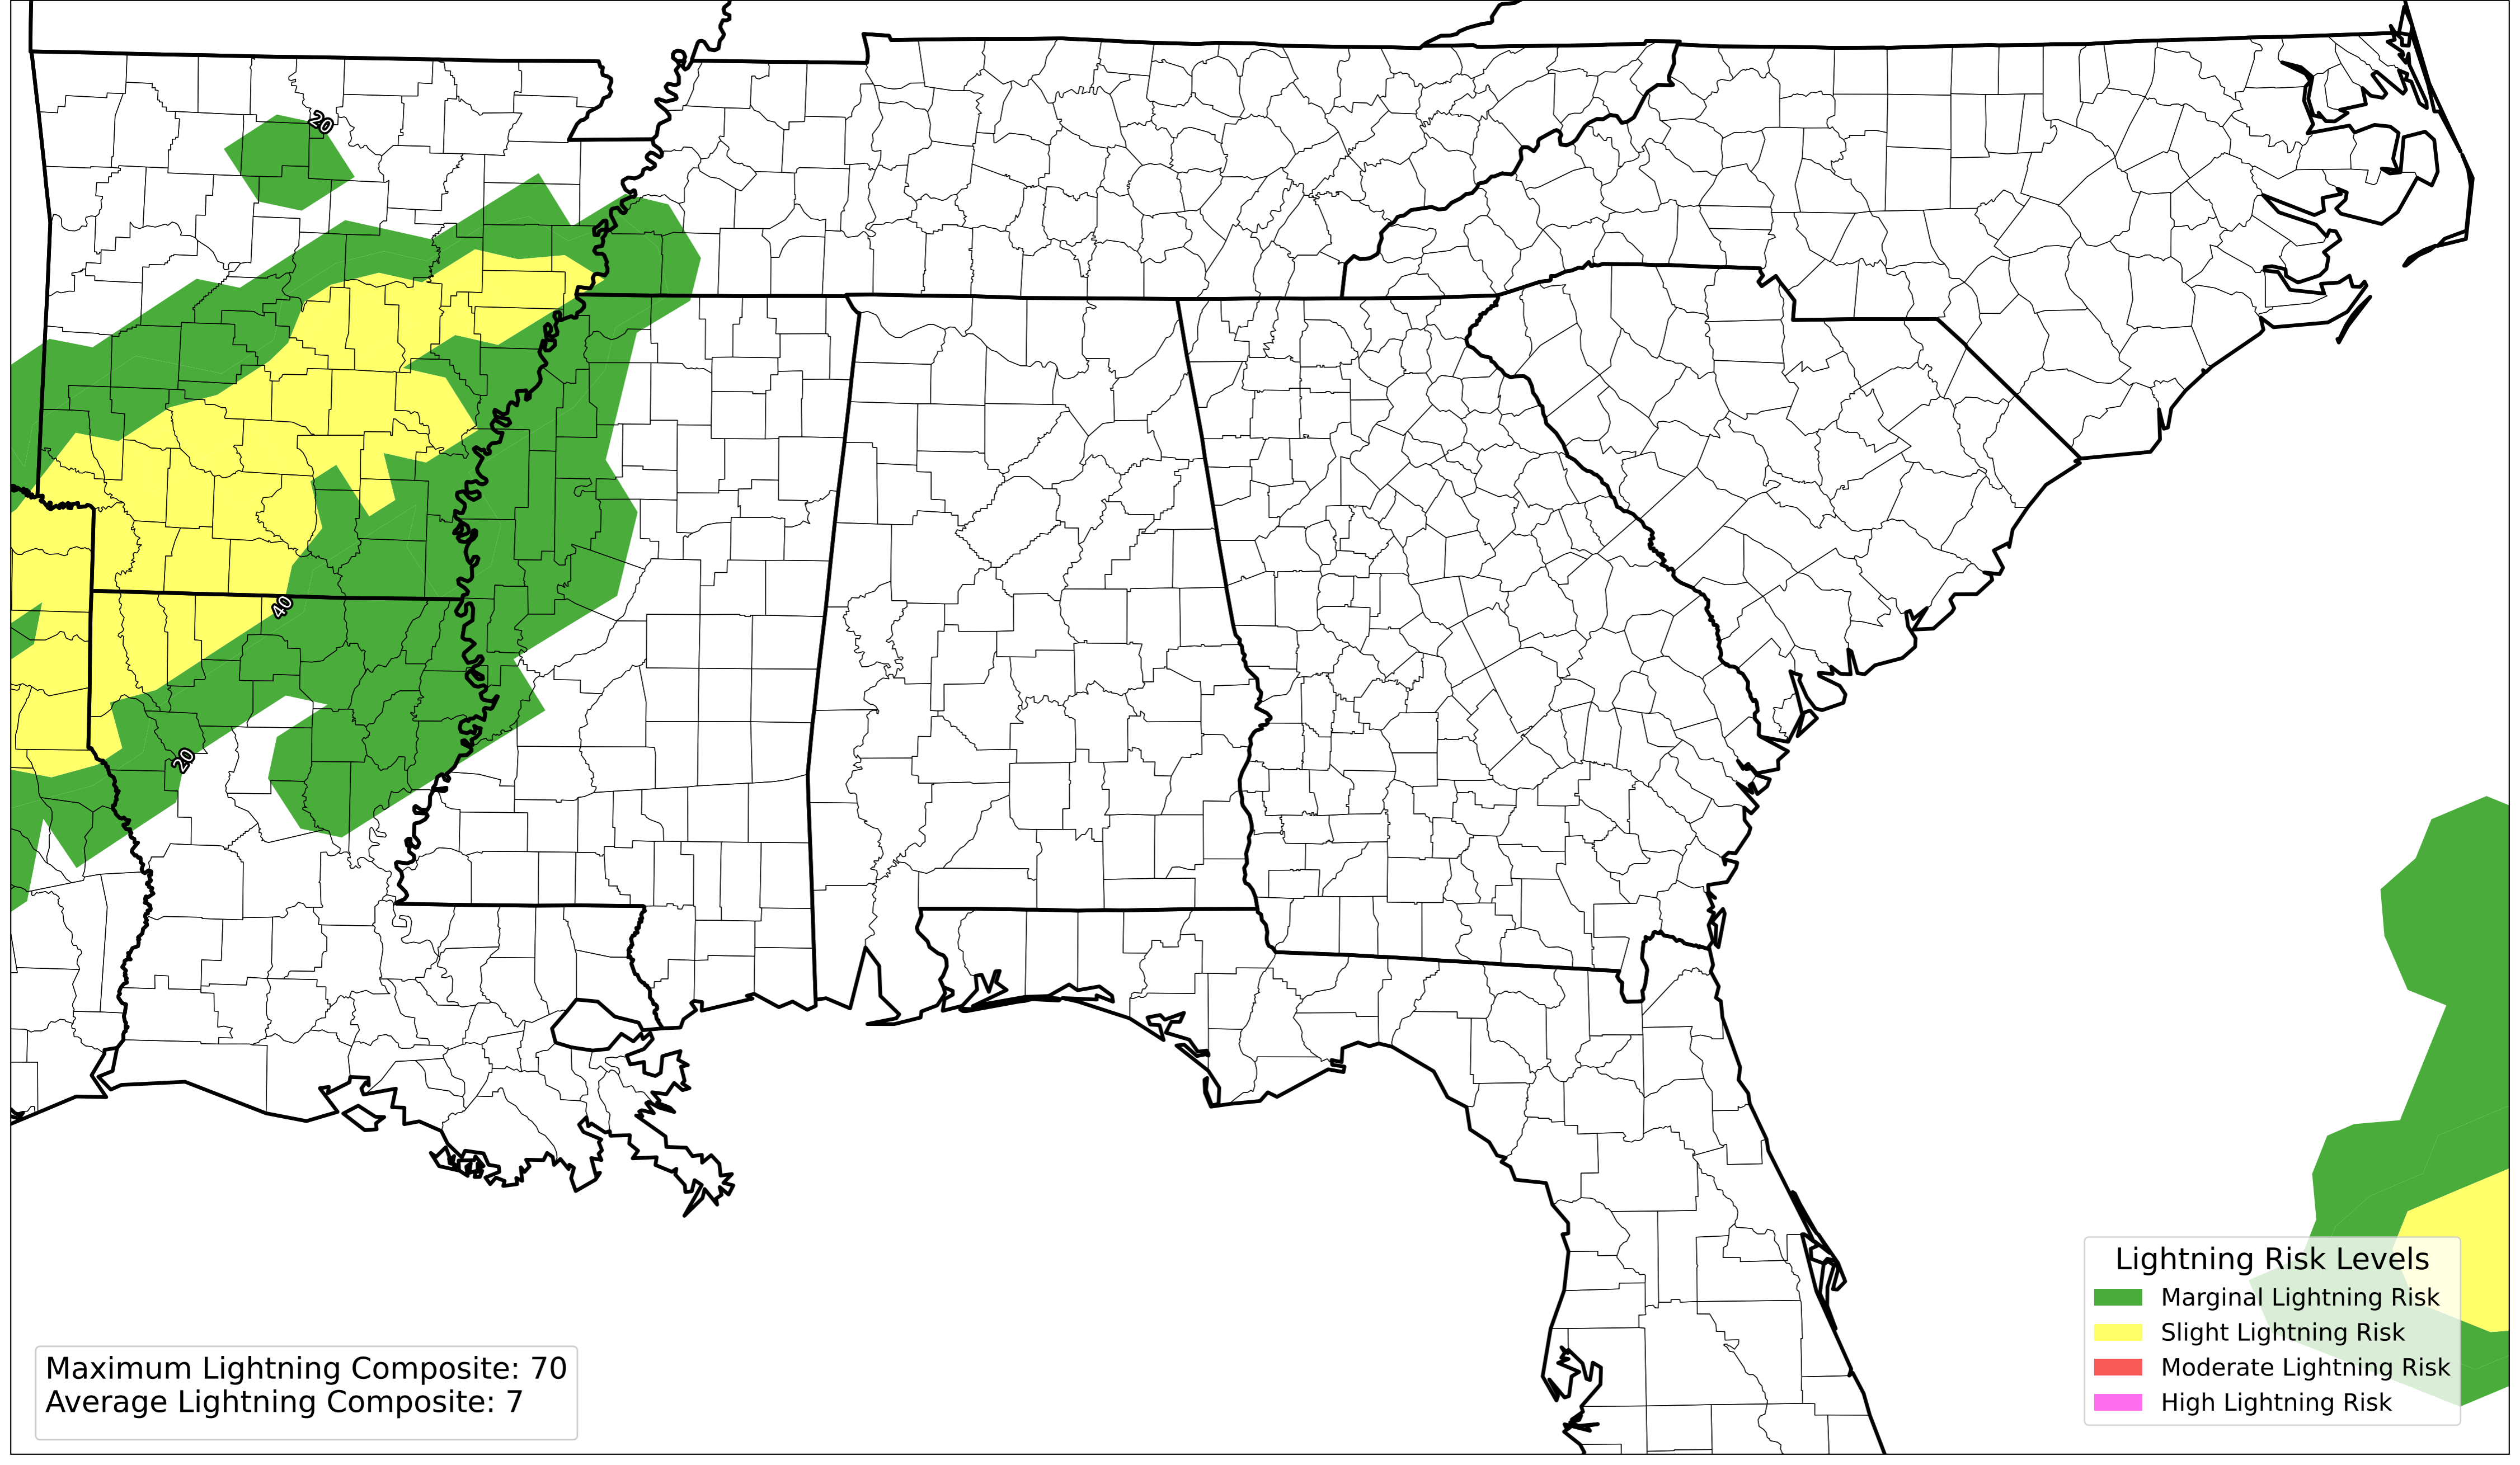 20
40
20
Lightning Risk Levels
Marginal Lightning Risk
Slight Lightning Risk
Moderate Lightning Risk
High Lightning Risk
Maximum Lightning Composite: 70
Average Lightning Composite: 7